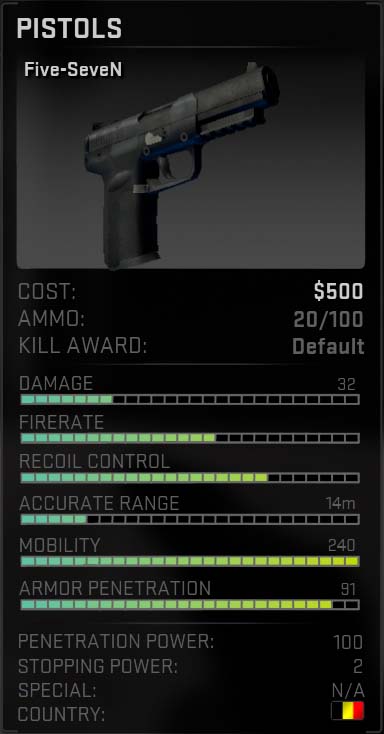 PISTOLS
Five-SeveN
COST: $500
AMMO: 20/100
KILL AWARD: Default
DAMAGE 32
FIRERATE
RECOIL CONTROL
ACCURATE RANGE 14m
MOBILITY 240
ARMOR PENETRATION 91
PENETRATION POWER: 100
STOPPING POWER: 2
SPECIAL: N/A
COUNTRY: